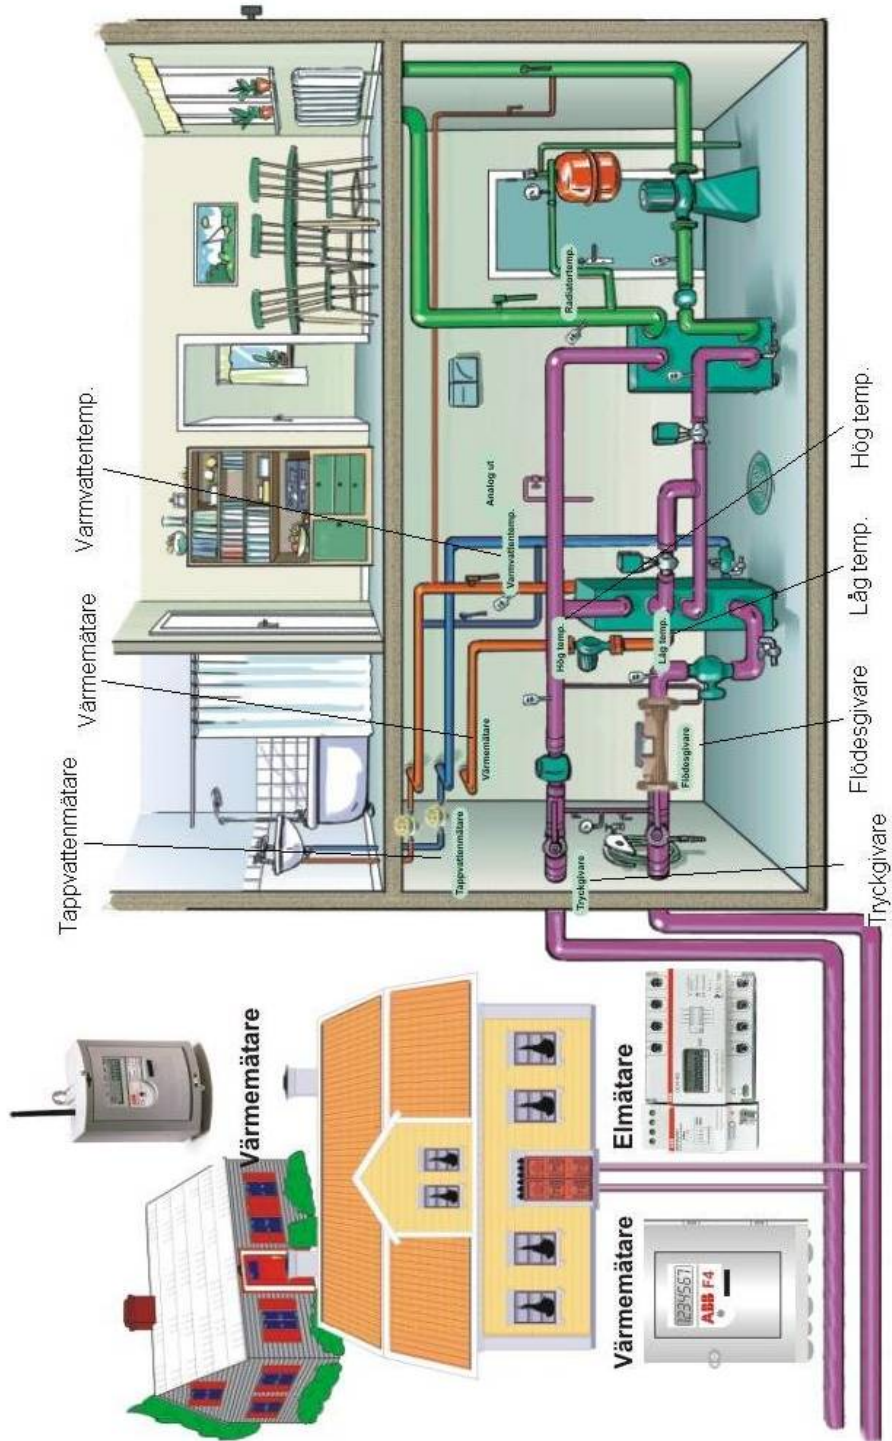 Tappvattenmätare
Värmemätare
Varmvattentemp.
Värmemätare
Tappvattenmätare
Värmemätare
Varmvattentemp.
Analog ut
Radiatortemp.
Hög temp.
Låg temp.
Tryckgivare
Flödesgivare
Tryckgivare
Flödesgivare
Låg temp.
Hög temp.
Värmemätare
Elmätare
1234567
ABB F4